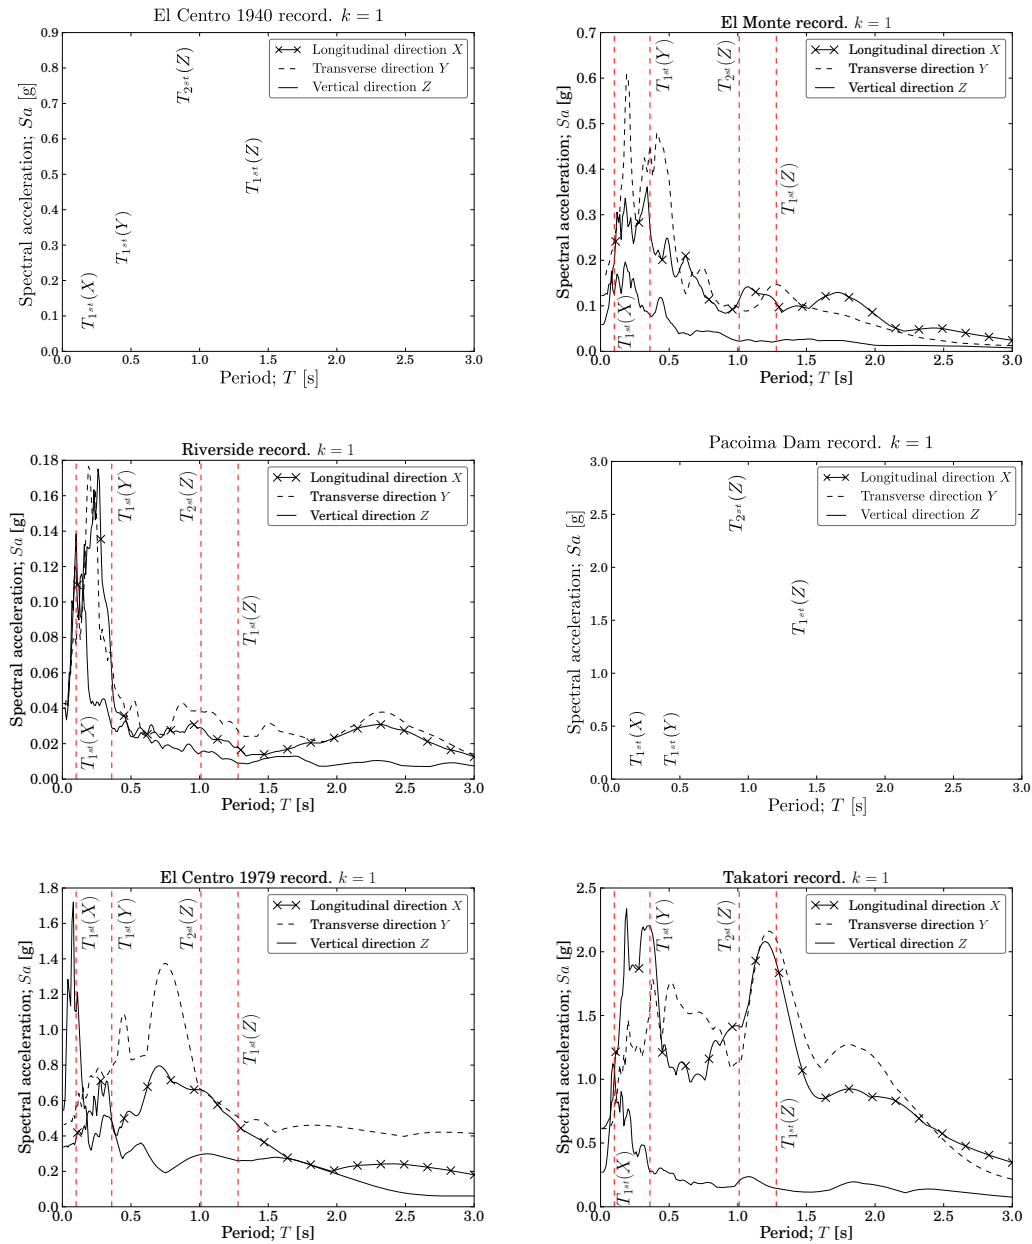 El Centro 1940 record. k = 1
Spectral acceleration; Sa [g]
0.9
0.8
0.7
0.6
0.5
0.4
0.3
0.2
0.1
0.0
Longitudinal direction X
Transverse direction Y
Vertical direction Z
T1st(X)
T1st(Y)
T2st(Z)
T1st(Z)
0.0 0.5 1.0 1.5 2.0 2.5 3.0
Period; T [s]
El Monte record. k = 1
Spectral acceleration; Sa [g]
0.7
0.6
0.5
0.4
0.3
0.2
0.1
0.0
Longitudinal direction X
Transverse direction Y
Vertical direction Z
T1st(X)
T1st(Y)
T2st(Z)
T1st(Z)
0.0 0.5 1.0 1.5 2.0 2.5 3.0
Period; T [s]
Riverside record. k = 1
Spectral acceleration; Sa [g]
0.18
0.16
0.14
0.12
0.10
0.08
0.06
0.04
0.02
0.00
Longitudinal direction X
Transverse direction Y
Vertical direction Z
T1st(X)
T1st(Y)
T2st(Z)
T1st(Z)
0.0 0.5 1.0 1.5 2.0 2.5 3.0
Period; T [s]
Pacoima Dam record. k = 1
Spectral acceleration; Sa [g]
3.0
2.5
2.0
1.5
1.0
0.5
0.0
Longitudinal direction X
Transverse direction Y
Vertical direction Z
T1st(X)
T1st(Y)
T2st(Z)
T1st(Z)
0.0 0.5 1.0 1.5 2.0 2.5 3.0
Period; T [s]
El Centro 1979 record. k = 1
Spectral acceleration; Sa [g]
1.8
1.6
1.4
1.2
1.0
0.8
0.6
0.4
0.2
0.0
Longitudinal direction X
Transverse direction Y
Vertical direction Z
T1st(X)
T1st(Y)
T2st(Z)
T1st(Z)
0.0 0.5 1.0 1.5 2.0 2.5 3.0
Period; T [s]
Takatori record. k = 1
Spectral acceleration; Sa [g]
2.5
2.0
1.5
1.0
0.5
0.0
Longitudinal direction X
Transverse direction Y
Vertical direction Z
T1st(X)
T1st(Y)
T2st(Z)
T1st(Z)
0.0 0.5 1.0 1.5 2.0 2.5 3.0
Period; T [s]